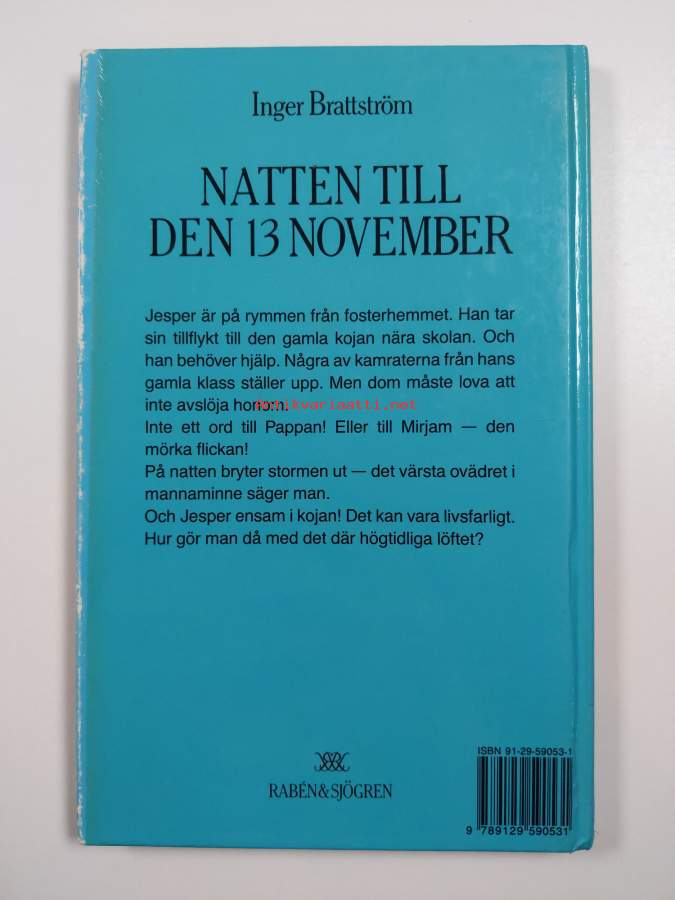 Inger Brattström
NATTEN TILL
DEN 13 NOVEMBER
Jesper är på rymmen från fosterhemmet. Han tar
sin tillflykt till den gamla kojan nära skolan. Och
han behöver hjälp. Några av kamraterna från hans
gamla klass ställer upp. Men dom måste lova att
inte avslöja honom.
antikvariaatti.net
Inte ett ord till Pappan! Eller till Mirjam — den
mörka flickan!
På natten bryter stormen ut — det värsta ovädret i
mannaminne säger man.
Och Jesper ensam i kojan! Det kan vara livsfarligt.
Hur gör man då med det där högtidliga löftet?
RABÉN&SJÖGREN
ISBN 91-29-59053-1
9 789129 590531